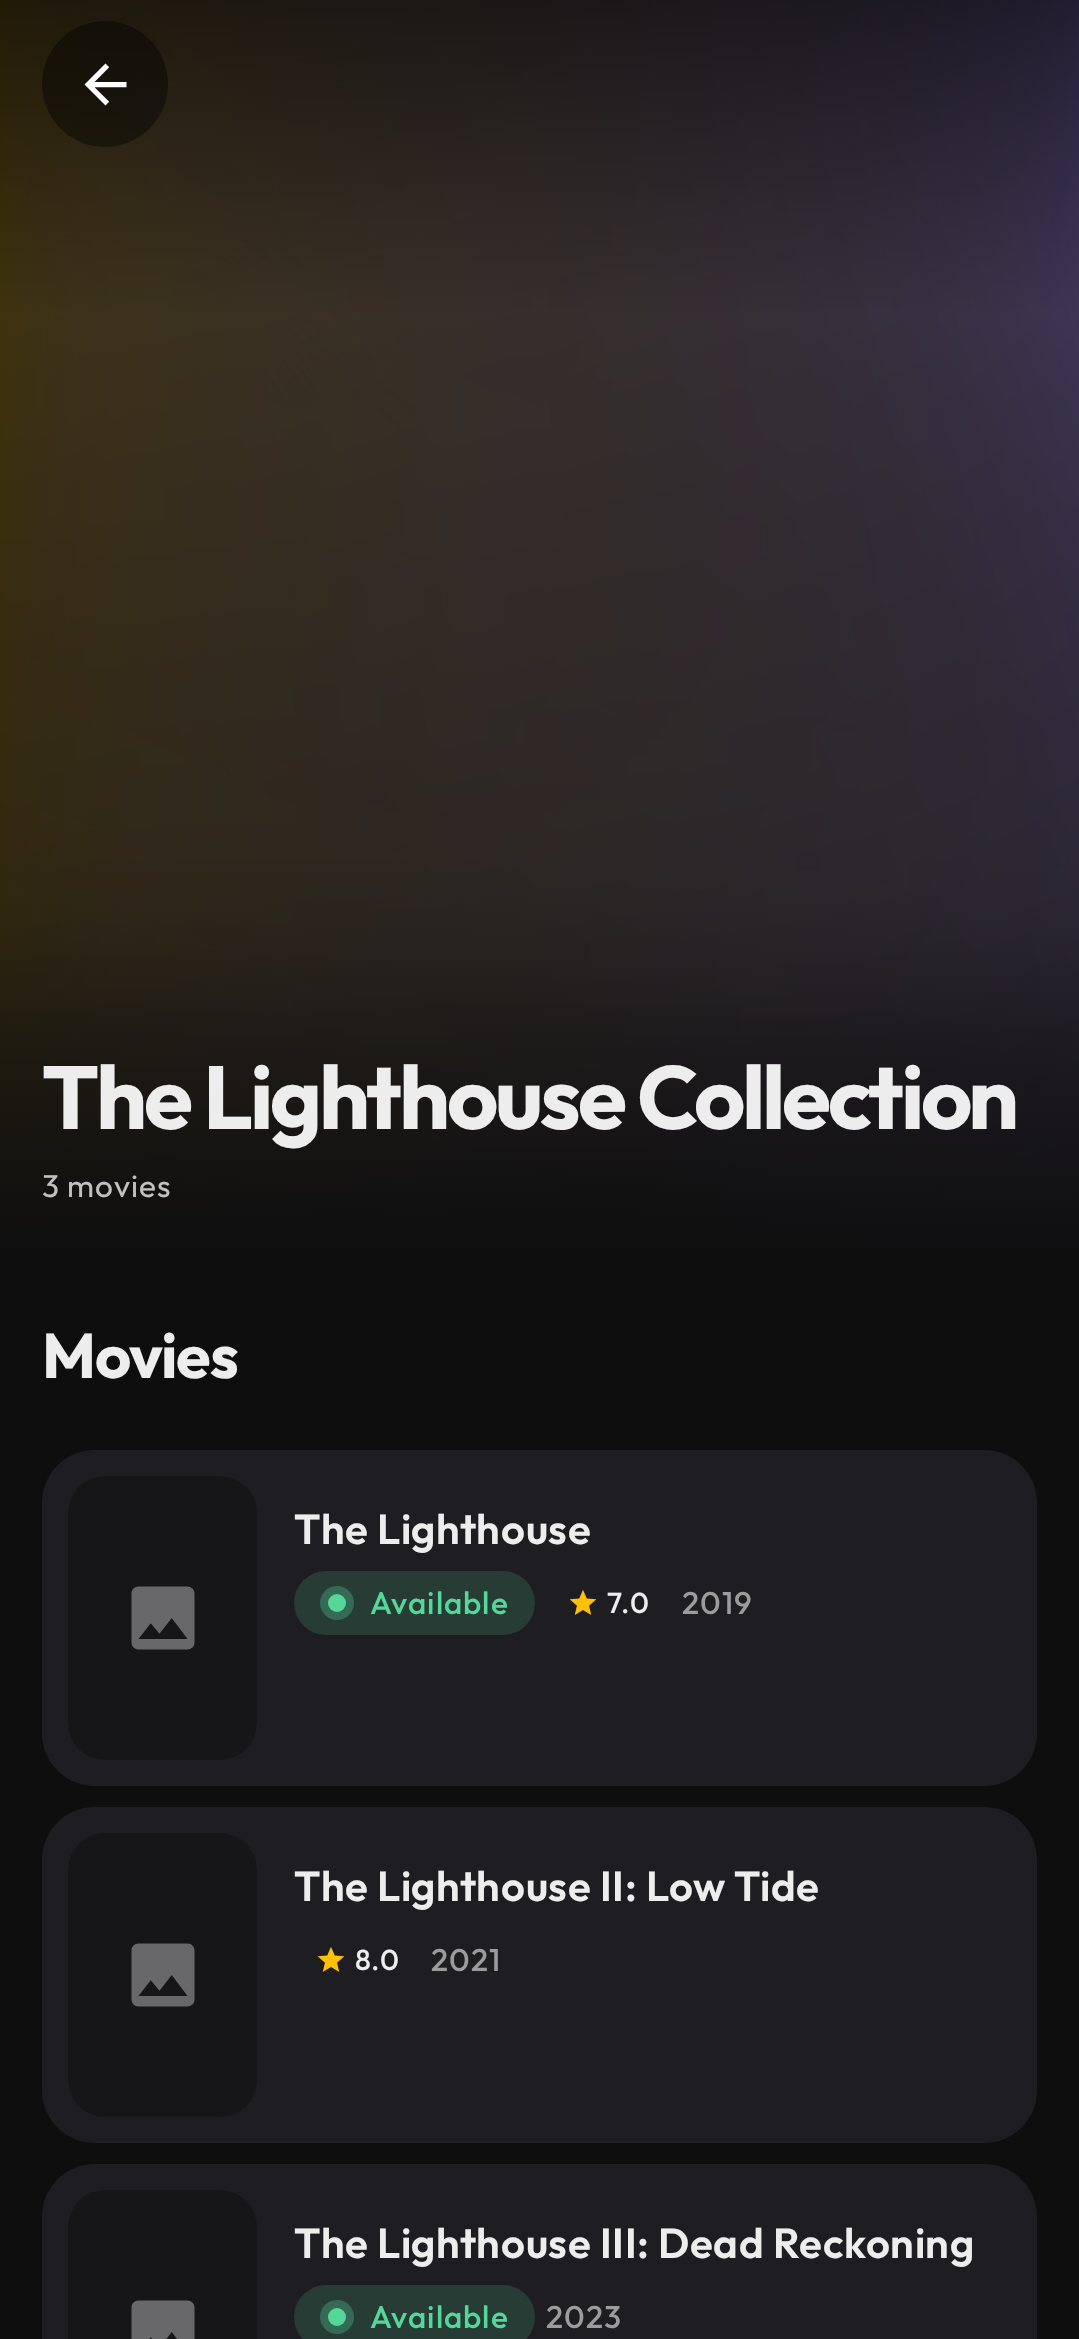 The Lighthouse Collection
3 movies
Movies
The Lighthouse
Available 7.0 2019
The Lighthouse II: Low Tide
8.0 2021
The Lighthouse III: Dead Reckoning
Available 2023